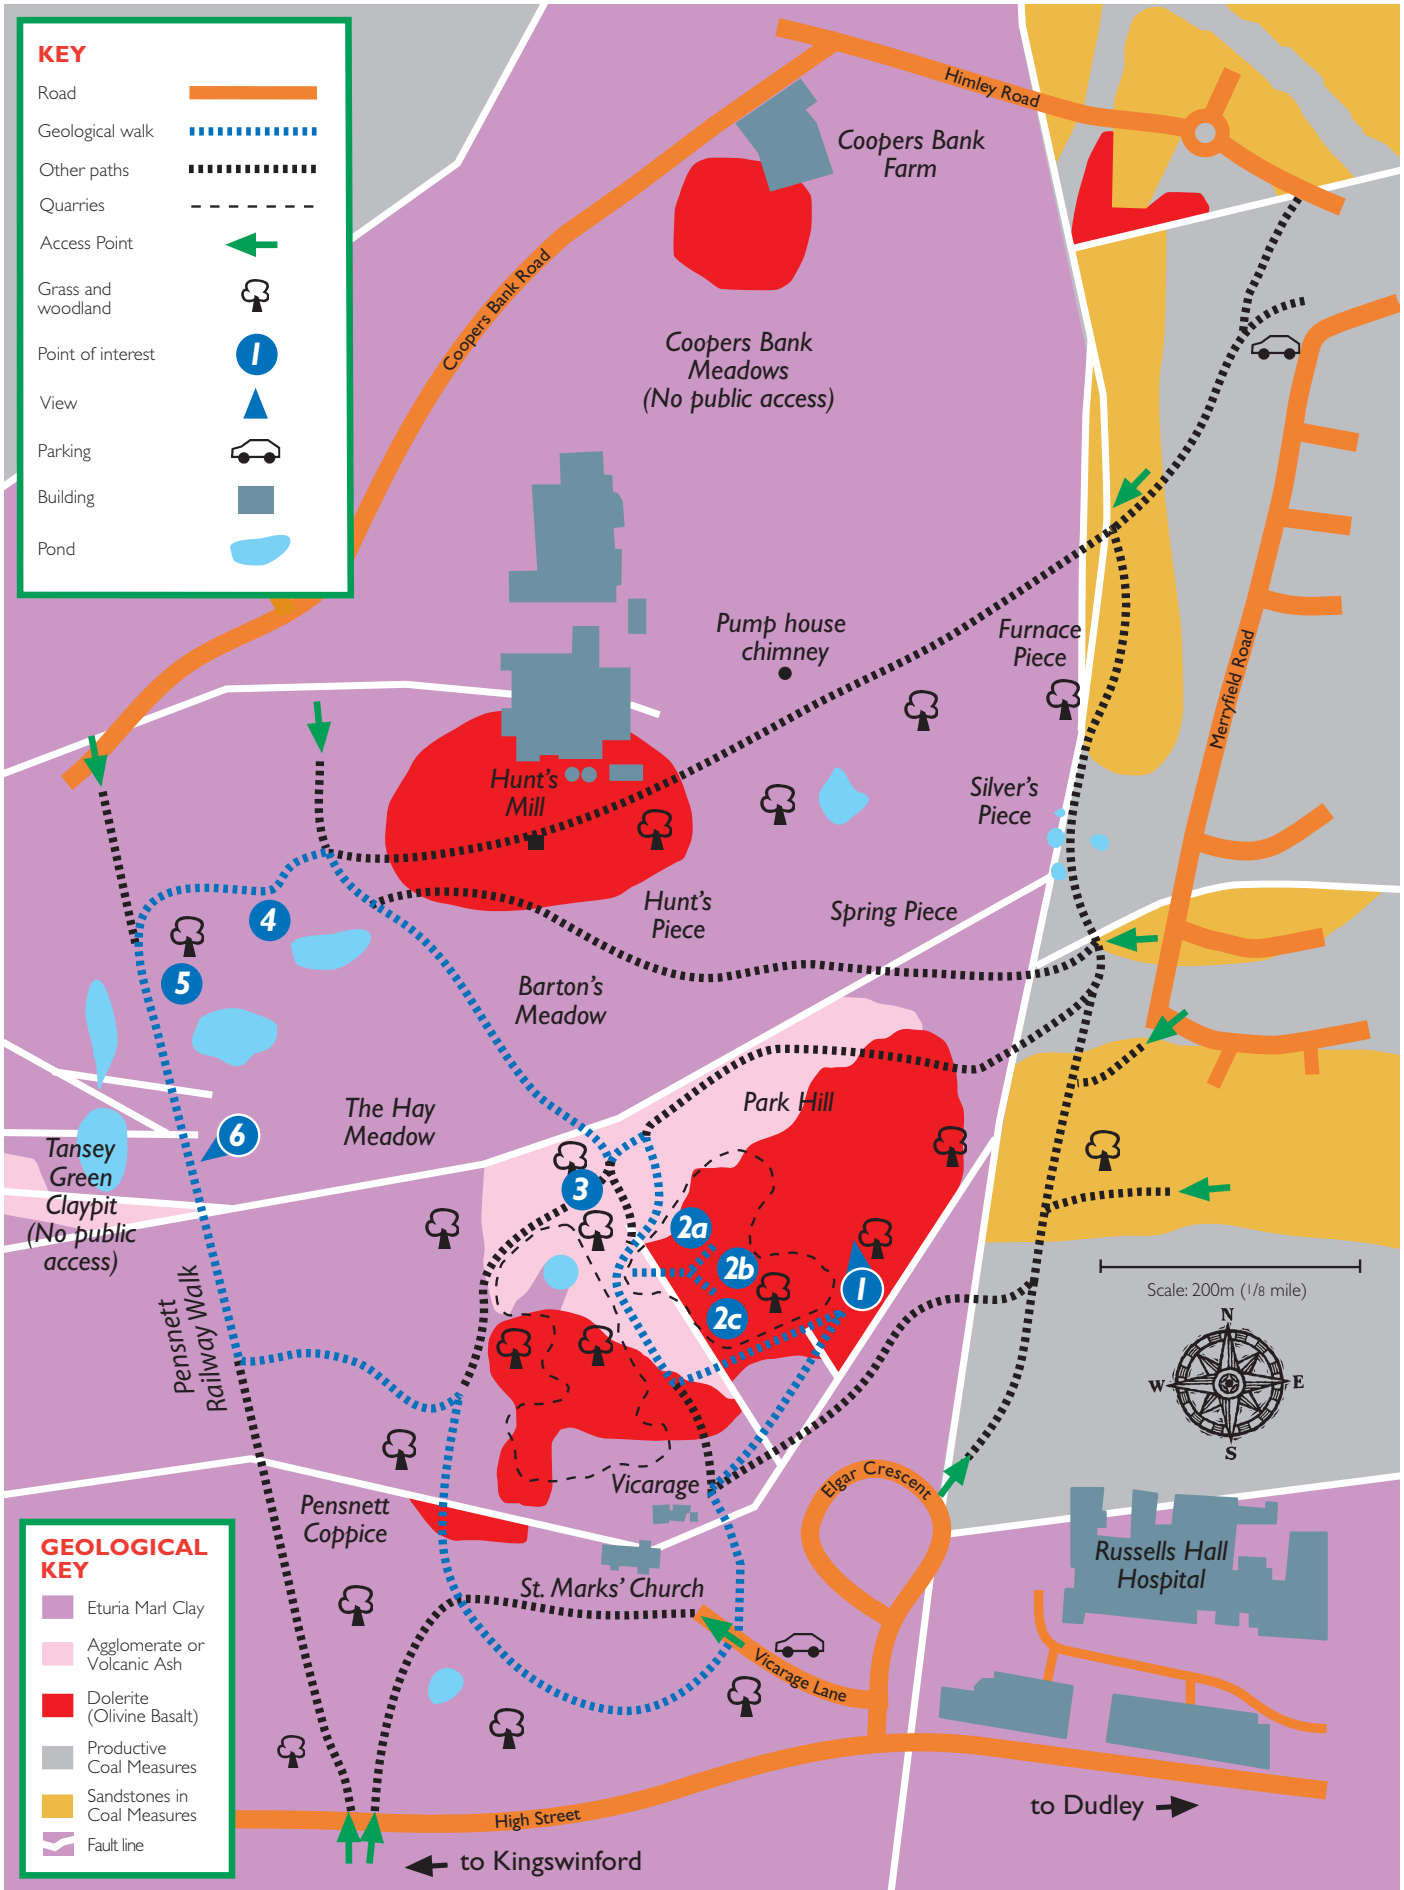 KEY
Road
Geological walk
Other paths
Quarries
Access Point
Grass and
woodland
Point of interest
1
View
Parking
Building
Pond
Himley Road
Coopers Bank
Farm
Coopers Bank Road
Coopers Bank
Meadows
(No public access)
Pump house
chimney
Furnace
Piece
Merryfield Road
Hunt's
Mill
Silver's
Piece
Hunt's
Piece
Spring Piece
4
5
Barton's
Meadow
Park Hill
The Hay
Meadow
6
Tansey
Green
Claypit
(No public
access)
3
2a
2b
2c
1
Scale: 200m (1/8 mile)
N
W
E
S
Pensnett
Railway Walk
Vicarage
Elgar Crescent
Pensnett
Coppice
St. Marks' Church
Russells Hall
Hospital
Vicarage Lane
High Street
to Dudley
to Kingswinford
GEOLOGICAL
KEY
Eturia Marl Clay
Agglomerate or
Volcanic Ash
Dolerite
(Olivine Basalt)
Productive
Coal Measures
Sandstones in
Coal Measures
Fault line